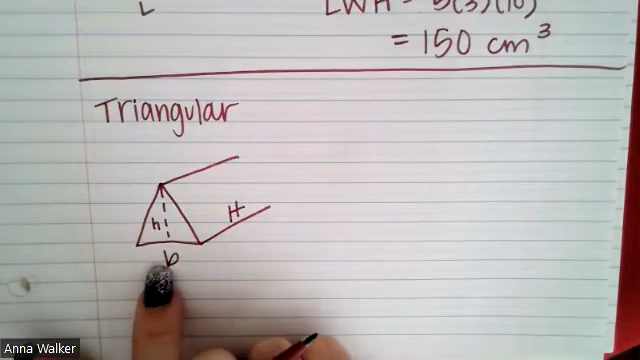 L
LWH = 5(3)(10)
= 150 cm³
Triangular
h
H
b
Anna Walker